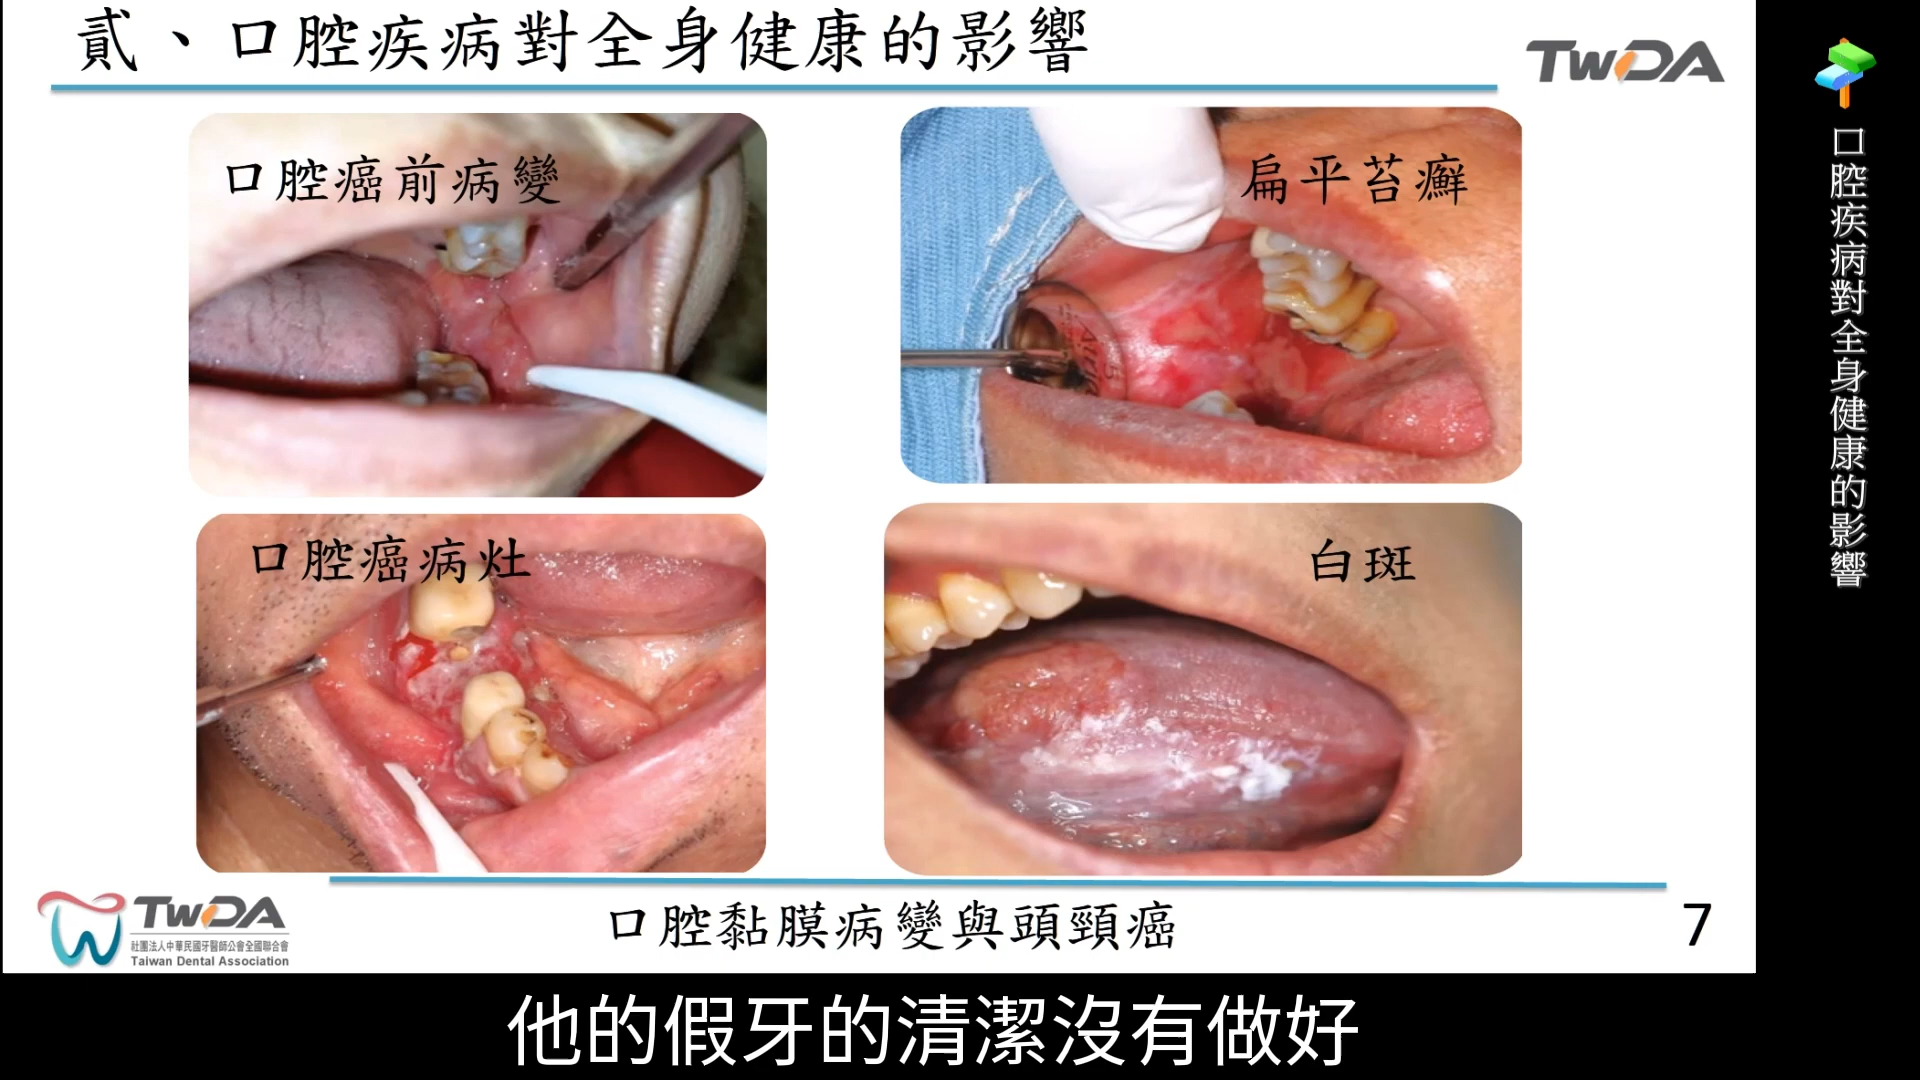 貳、口腔疾病對全身健康的影響
TwDA
口腔疾病對全身健康的影響
口腔癌前病變
扁平苔癬
口腔癌病灶
白斑
TwDA
社團法人中華民國牙醫師公會全國聯合會
Taiwan Dental Association
口腔黏膜病變與頭頸癌
7
他的假牙的清潔沒有做好